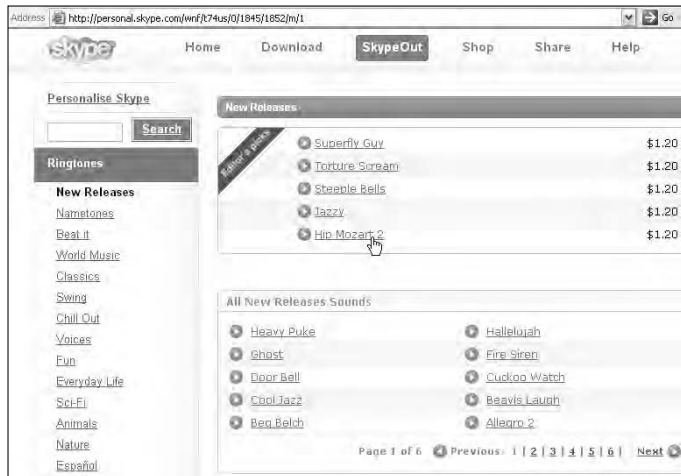 Address http://personal.skype.com/wnf/t74us/0/1845/1852/m/1 Go
skype Home Download SkypeOut Shop Share Help
Personalise Skype
Search
Ringtones
New Releases
Nametones
Beat it
World Music
Classics
Swing
Chill Out
Voices
Fun
Everyday Life
Sci-Fi
Animals
Nature
Español
New Releases
Editor's picks
Superfly Guy $1.20
Torture Scream $1.20
Steeple Bells $1.20
Jazzy $1.20
Hip Mozart 2 $1.20
All New Releases Sounds
Heavy Puke Hallelujah
Ghost Fire Siren
Door Bell Cuckoo Watch
Cool Jazz Beavis Laugh
Beg Belch Allegro 2
Page 1 of 6 Previous 1 | 2 | 3 | 4 | 5 | 6 | Next